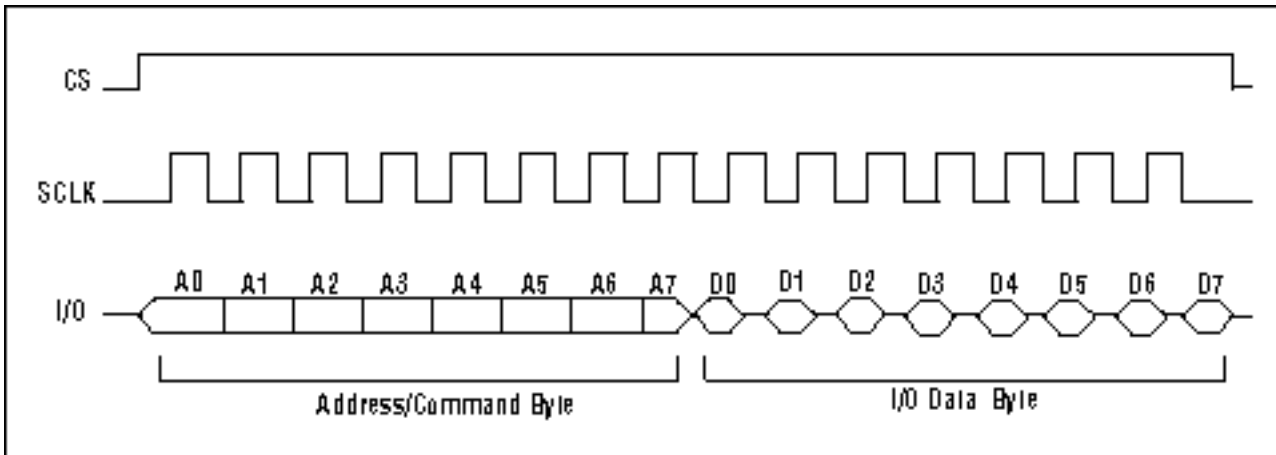 CS
SCLK
A0 A1 A2 A3 A4 A5 A6 A7 D0 D1 D2 D3 D4 D5 D6 D7
I/O
Address/Command Byte
I/O Data Byte